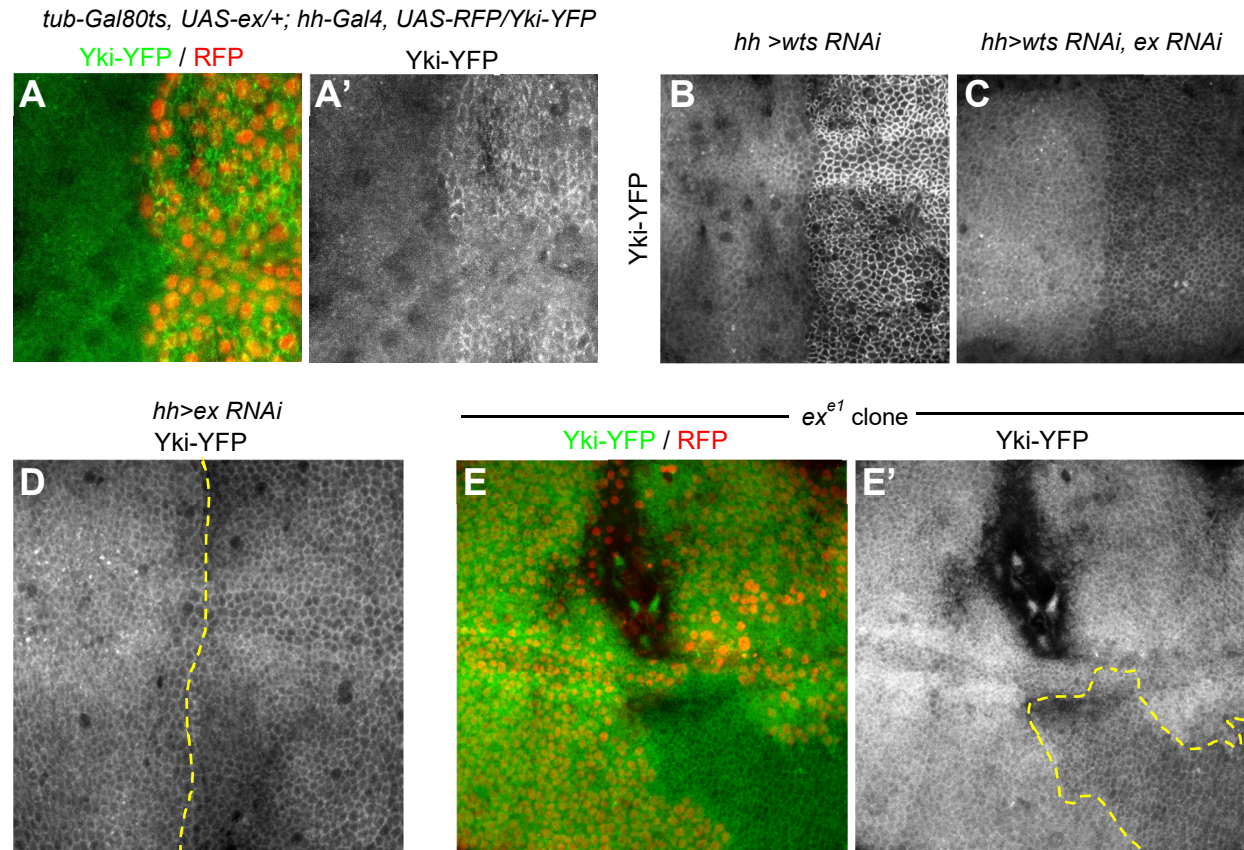 tub-Gal80ts, UAS-ex/+; hh-Gal4, UAS-RFP/Yki-YFP
Yki-YFP / RFP
Yki-YFP
hh >wts RNAi
hh>wts RNAi, ex RNAi
A
A'
B
C
Yki-YFP
hh>ex RNAi
Yki-YFP
ex^e1 clone
Yki-YFP / RFP
Yki-YFP
D
E
E'